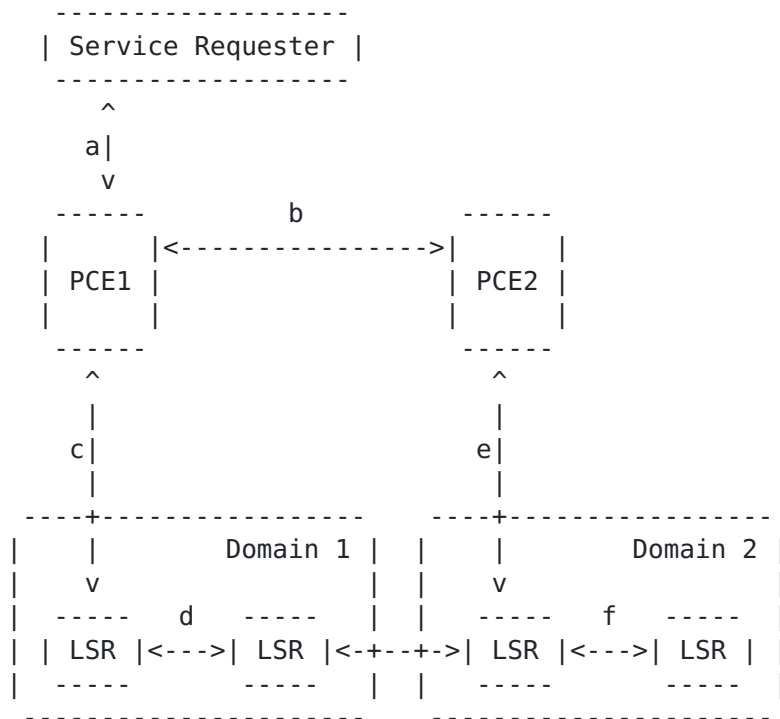 Service Requester
a
b
PCE1 PCE2
c e
Domain 1 Domain 2
d f
LSR LSR LSR LSR